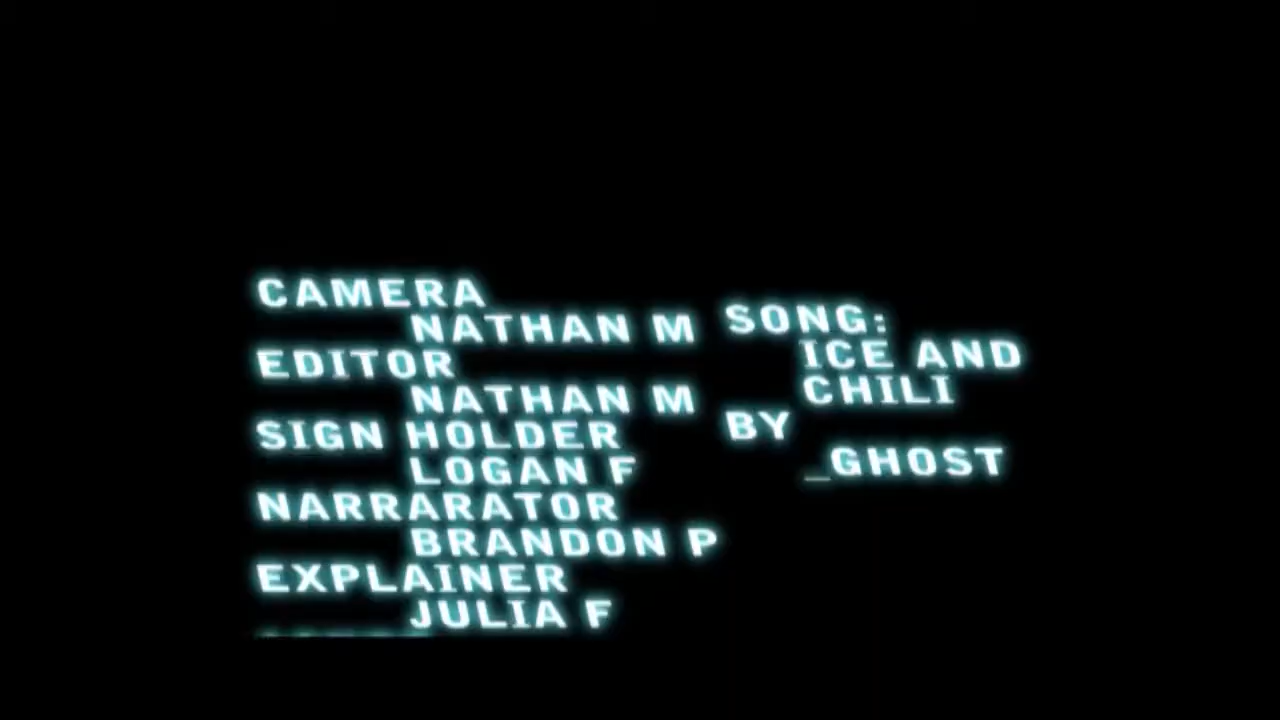 CAMERA
NATHAN M
EDITOR
NATHAN M
SIGN HOLDER
LOGAN F
NARRARATOR
BRANDON P
EXPLAINER
JULIA F
SONG:
ICE AND
CHILI
BY
_GHOST